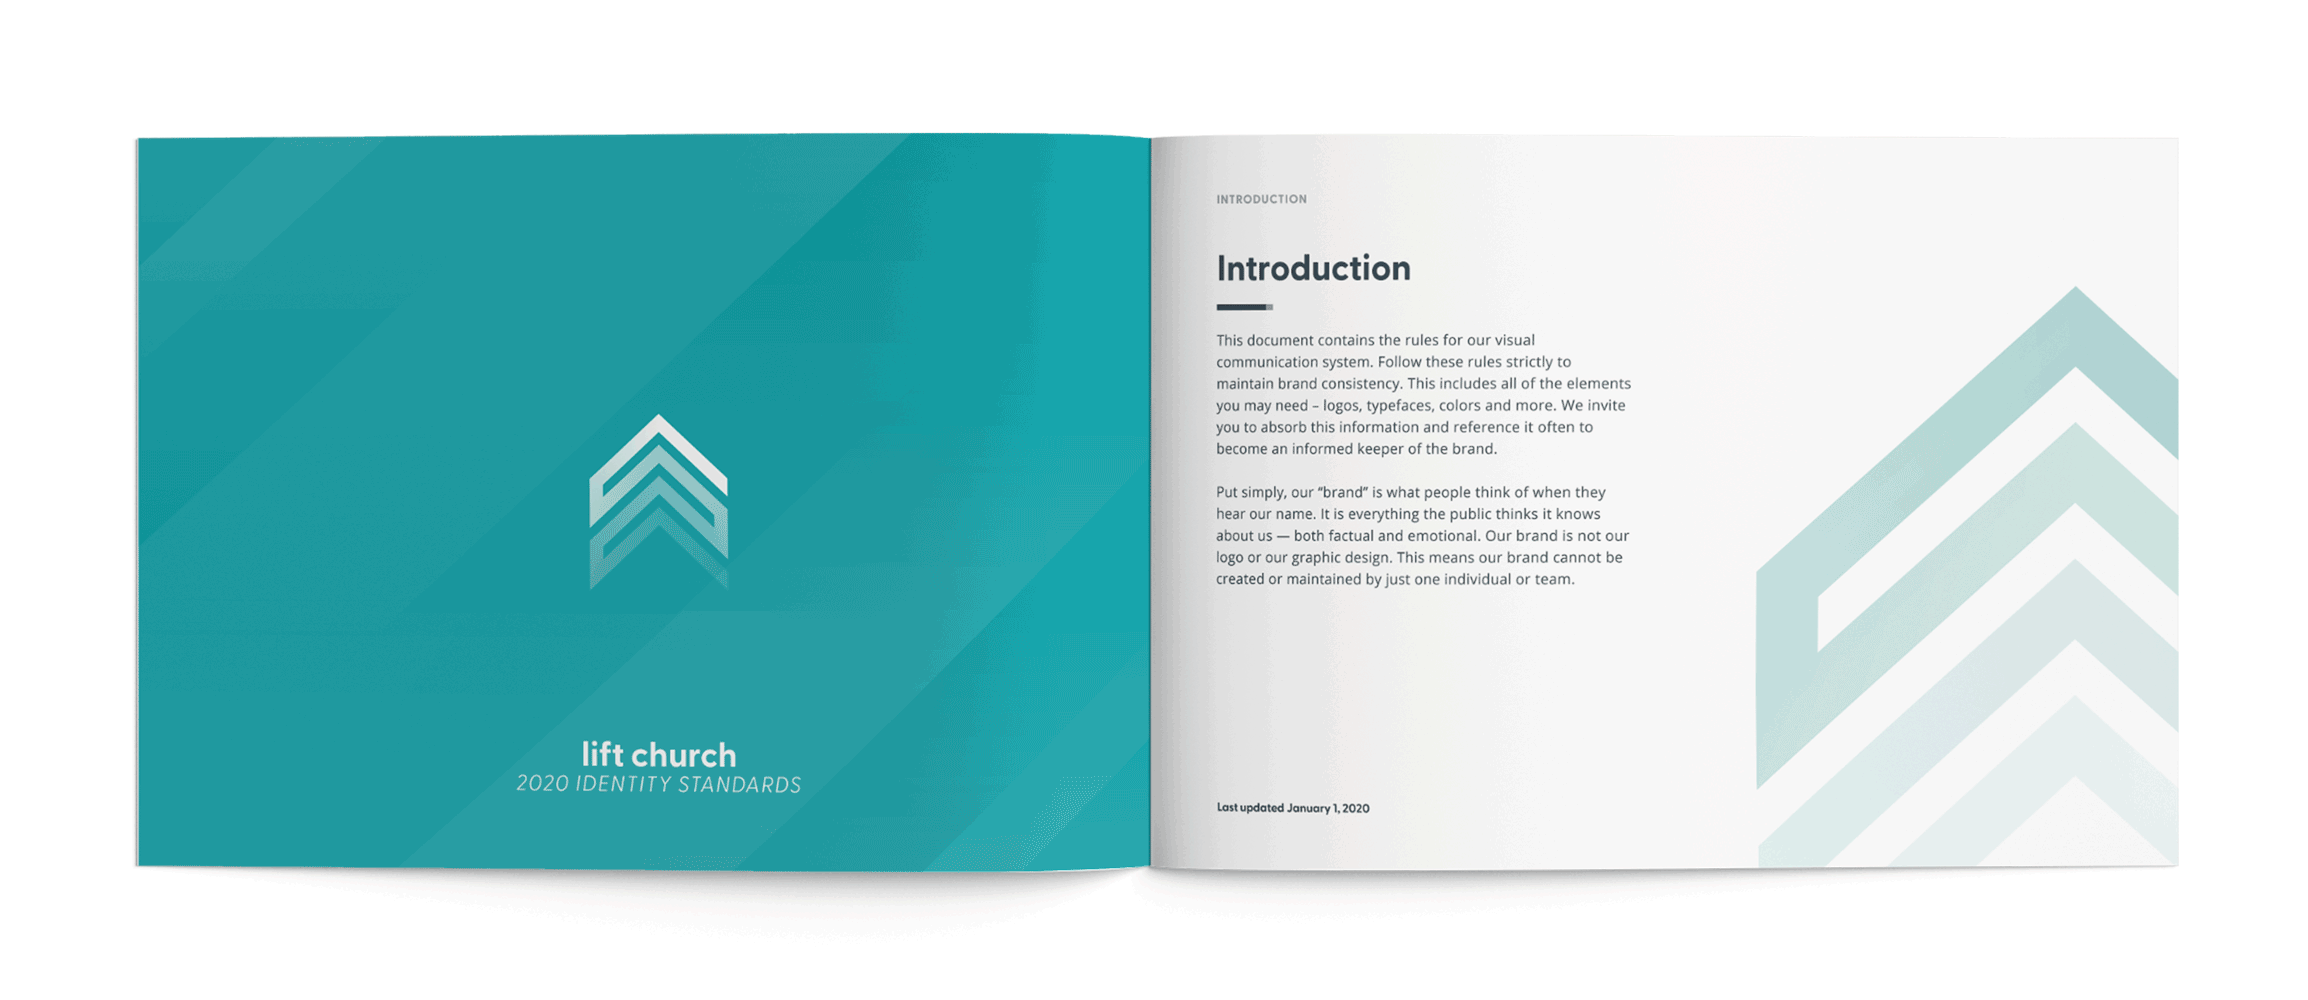 lift church
2020 IDENTITY STANDARDS
INTRODUCTION
Introduction
This document contains the rules for our visual
communication system. Follow these rules strictly to
maintain brand consistency. This includes all of the elements
you may need – logos, typefaces, colors and more. We invite
you to absorb this information and reference it often to
become an informed keeper of the brand.
Put simply, our “brand” is what people think of when they
hear our name. It is everything the public thinks it knows
about us — both factual and emotional. Our brand is not our
logo or our graphic design. This means our brand cannot be
created or maintained by just one individual or team.
Last updated January 1, 2020